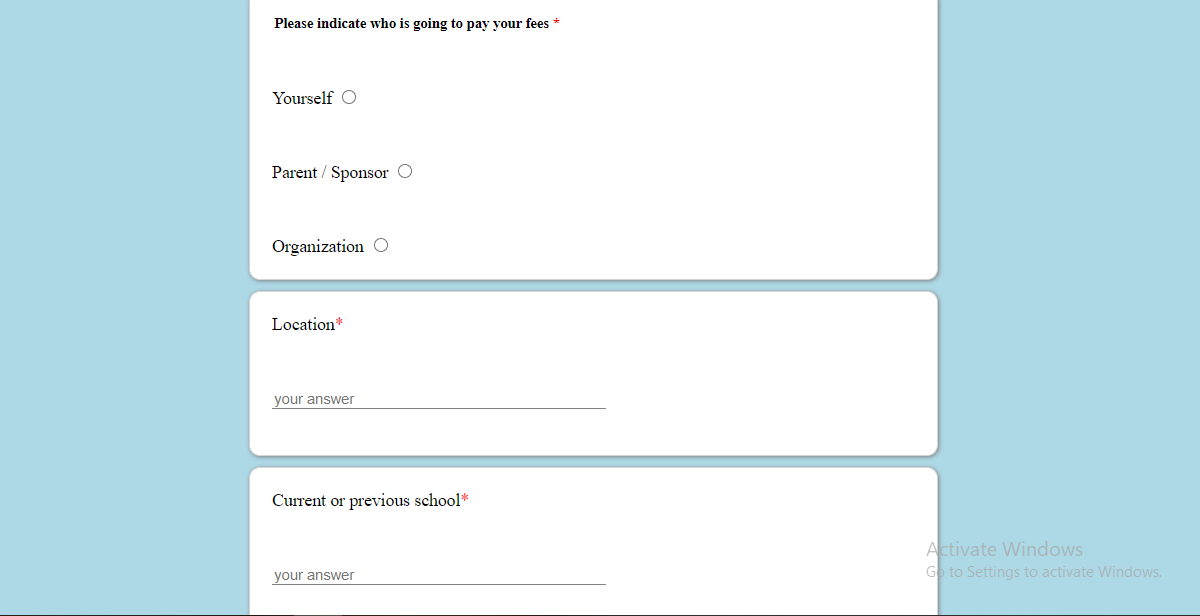 Please indicate who is going to pay your fees *
Yourself
Parent / Sponsor
Organization
Location*
your answer
Current or previous school*
your answer
Activate Windows
Go to Settings to activate Windows.